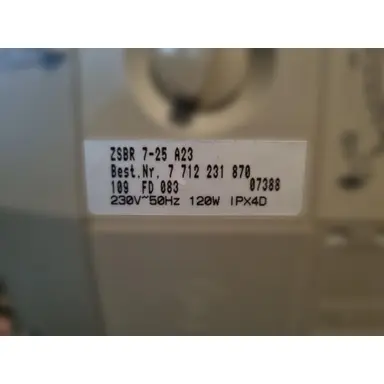 ZSBR 7-25 A23
Best.Nr. 7 712 231 870
109 FD 083 07388
230V~50Hz 120W IPX4D